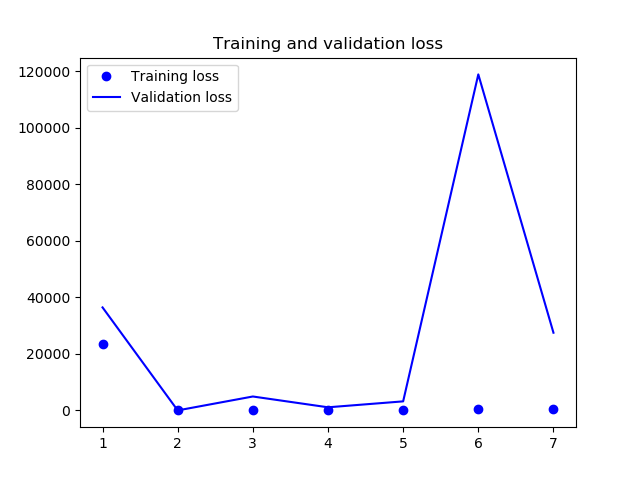 Training and validation loss
Training loss
Validation loss
120000
100000
80000
60000
40000
20000
0
1 2 3 4 5 6 7